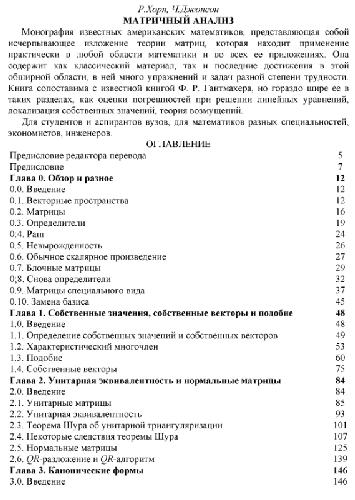 Р.Хорн, Ч.Джонсон
МАТРИЧНЫЙ АНАЛИЗ
Монография известных американских математиков, представляющая собой
исчерпывающее изложение теории матриц, которая находит применение
практически в любой области математики и во всех ее приложениях. Она
содержит как классический материал, так и последние достижения в этой
обширной области, в ней много упражнений и задач разной степени трудности.
Книга сопоставима с известной книгой Ф. Р. Гантмахера, но гораздо шире ее в
таких разделах, как оценки погрешностей при решении линейных уравнений,
локализация собственных значений, теория возмущений.
Для студентов и аспирантов вузов, для математиков разных специальностей,
экономистов, инженеров.
ОГЛАВЛЕНИЕ
Предисловие редактора перевода 5
Предисловие 7
Глава 0. Обзор и разное 12
0.0. Введение 12
0.1. Векторные пространства 12
0.2. Матрицы 16
0.3. Определители 19
0;4. Ранг 24
0.5. Невырожденность 26
0.6. Обычное скалярное произведение 27
0.7. Блочные матрицы 29
0;8. Снова определители 32
0.9. Матрицы специального вида 37
0.10. Замена базиса 45
Глава 1. Собственные значения, собственные векторы и подобие 48
1.0. Введение 48
1.1. Определение собственных значений и собственных векторов 49
1.2. Характеристический многочлен 53
1.3. Подобие 60
1.4. Собственные векторы 75
Глава 2. Унитарная эквивалентность и нормальные матрицы 84
2.0. Введение 84
2.1. Унитарные матрицы 85
2.2. Унитарная эквивалентность 93
2.3. Теорема Шура об унитарной триангуляризации 101
2.4. Некоторые следствия теоремы Шура 107
2.5. Нормальные матрицы 126
2.6. QR-разложение и QR-алгоритм 139
Глава 3. Канонические формы 146
3.0. Введение 146